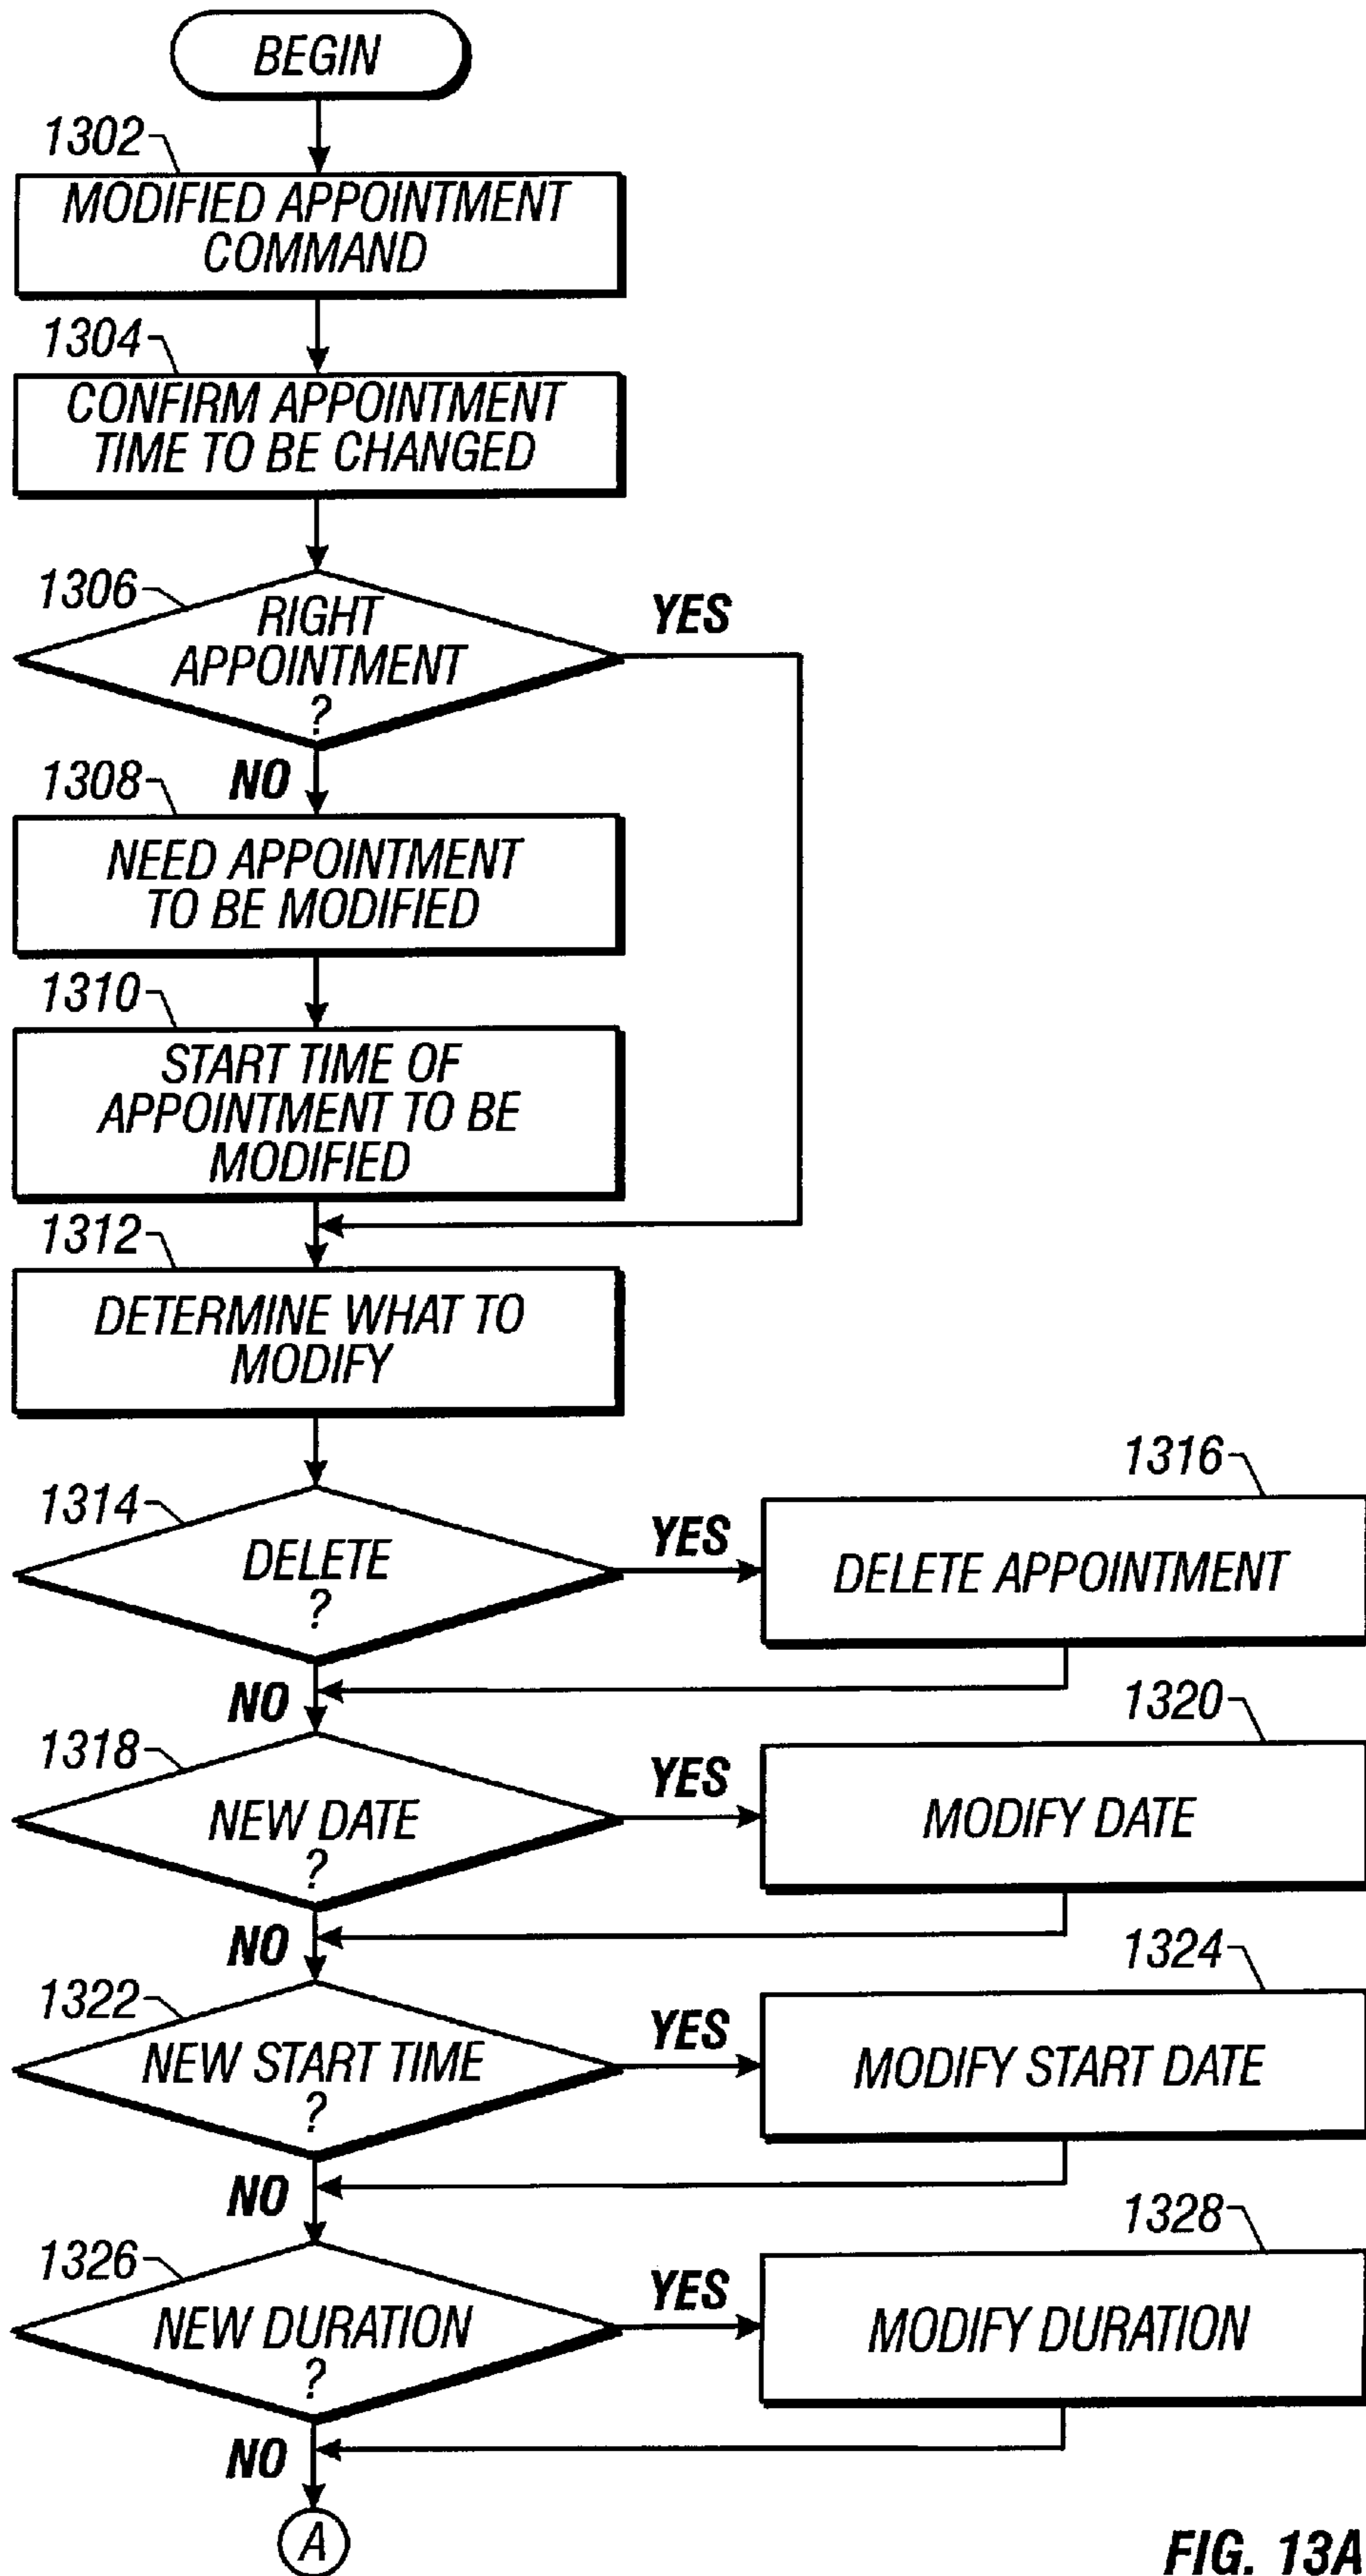 BEGIN
1302
MODIFIED APPOINTMENT
COMMAND
1304
CONFIRM APPOINTMENT
TIME TO BE CHANGED
1306
RIGHT
APPOINTMENT
?
YES
NO
1308
NEED APPOINTMENT
TO BE MODIFIED
1310
START TIME OF
APPOINTMENT TO BE
MODIFIED
1312
DETERMINE WHAT TO
MODIFY
1314
DELETE
?
YES
1316
DELETE APPOINTMENT
NO
1318
NEW DATE
?
YES
1320
MODIFY DATE
NO
1322
NEW START TIME
?
YES
1324
MODIFY START DATE
NO
1326
NEW DURATION
?
YES
1328
MODIFY DURATION
NO
A
FIG. 13A